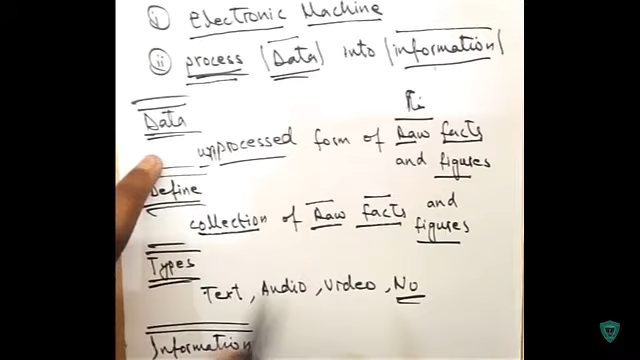 i electronic Machine
ii process (Data) into |information|
Data
unprocessed form of Raw facts
and figures
Define
collection of Raw facts and
figures
Types
Text, Audio, Video, No
Information